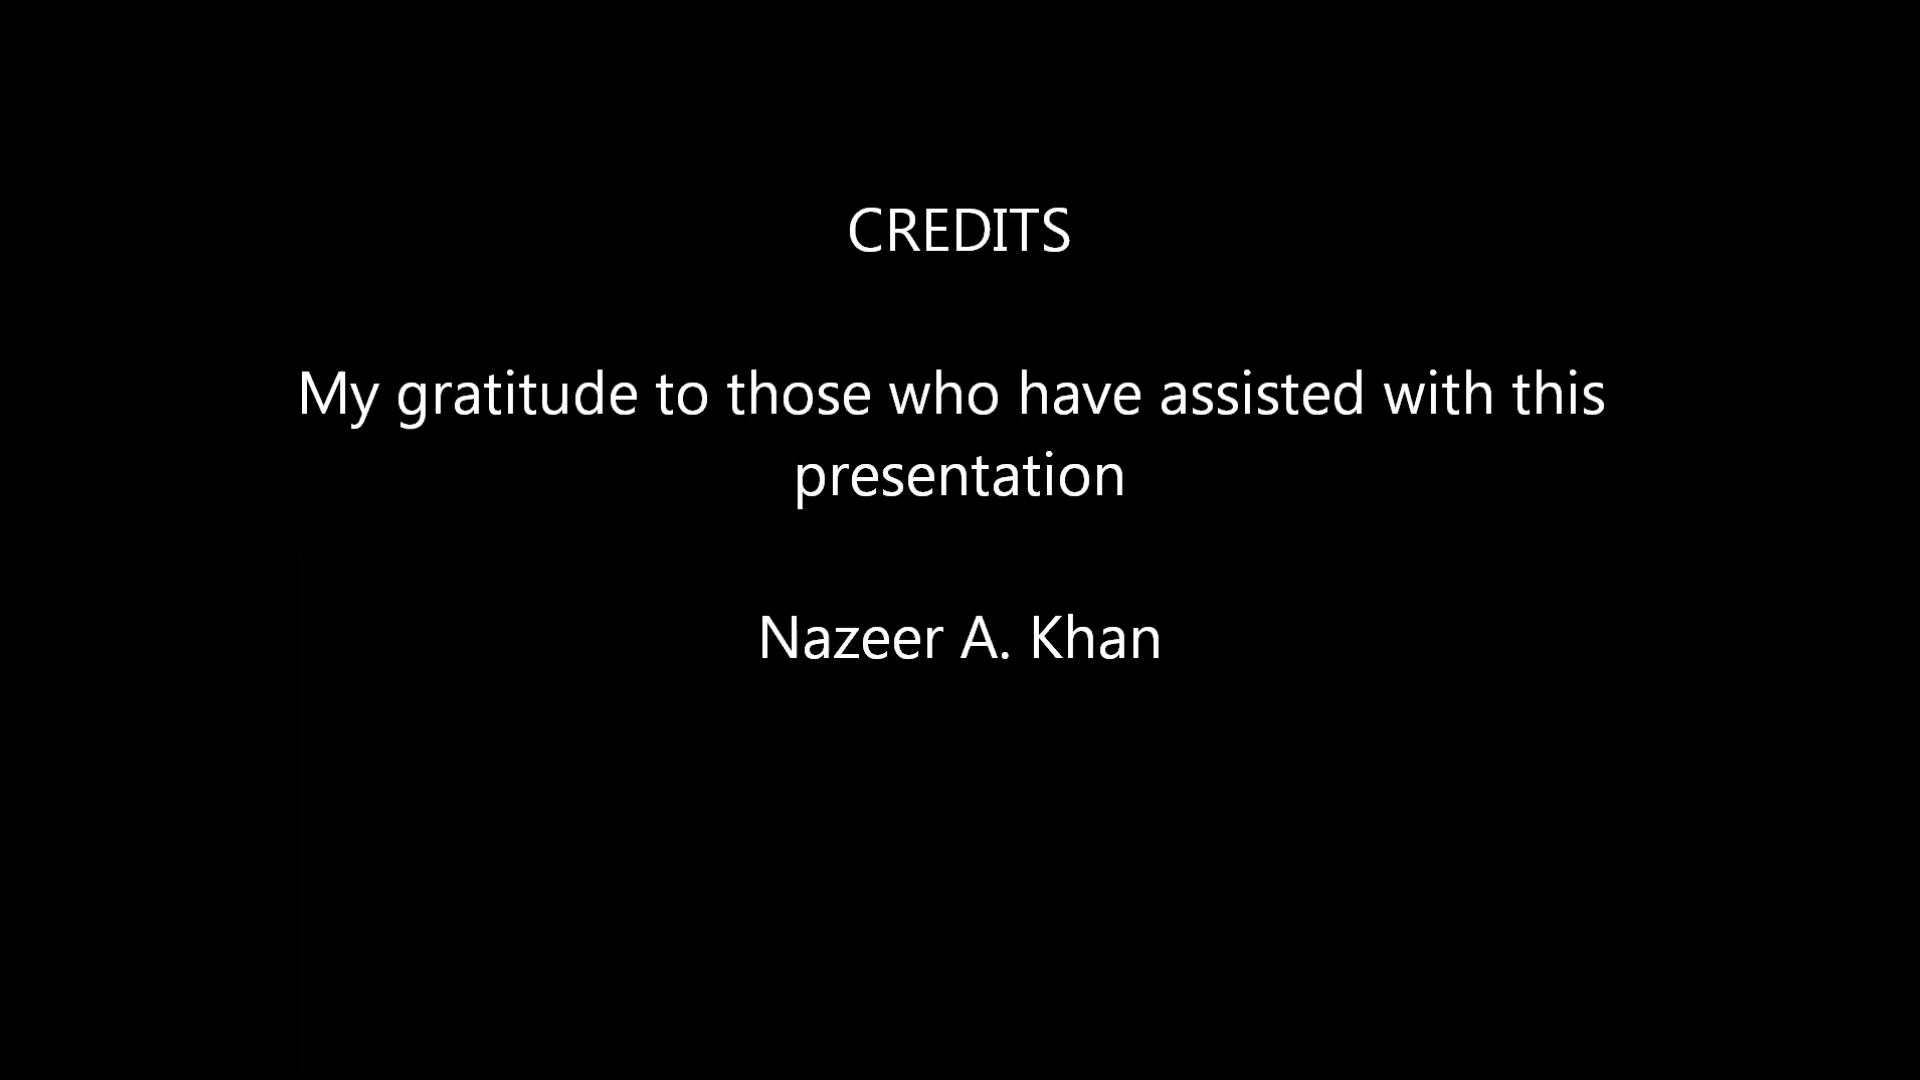 CREDITS
My gratitude to those who have assisted with this
presentation
Nazeer A. Khan